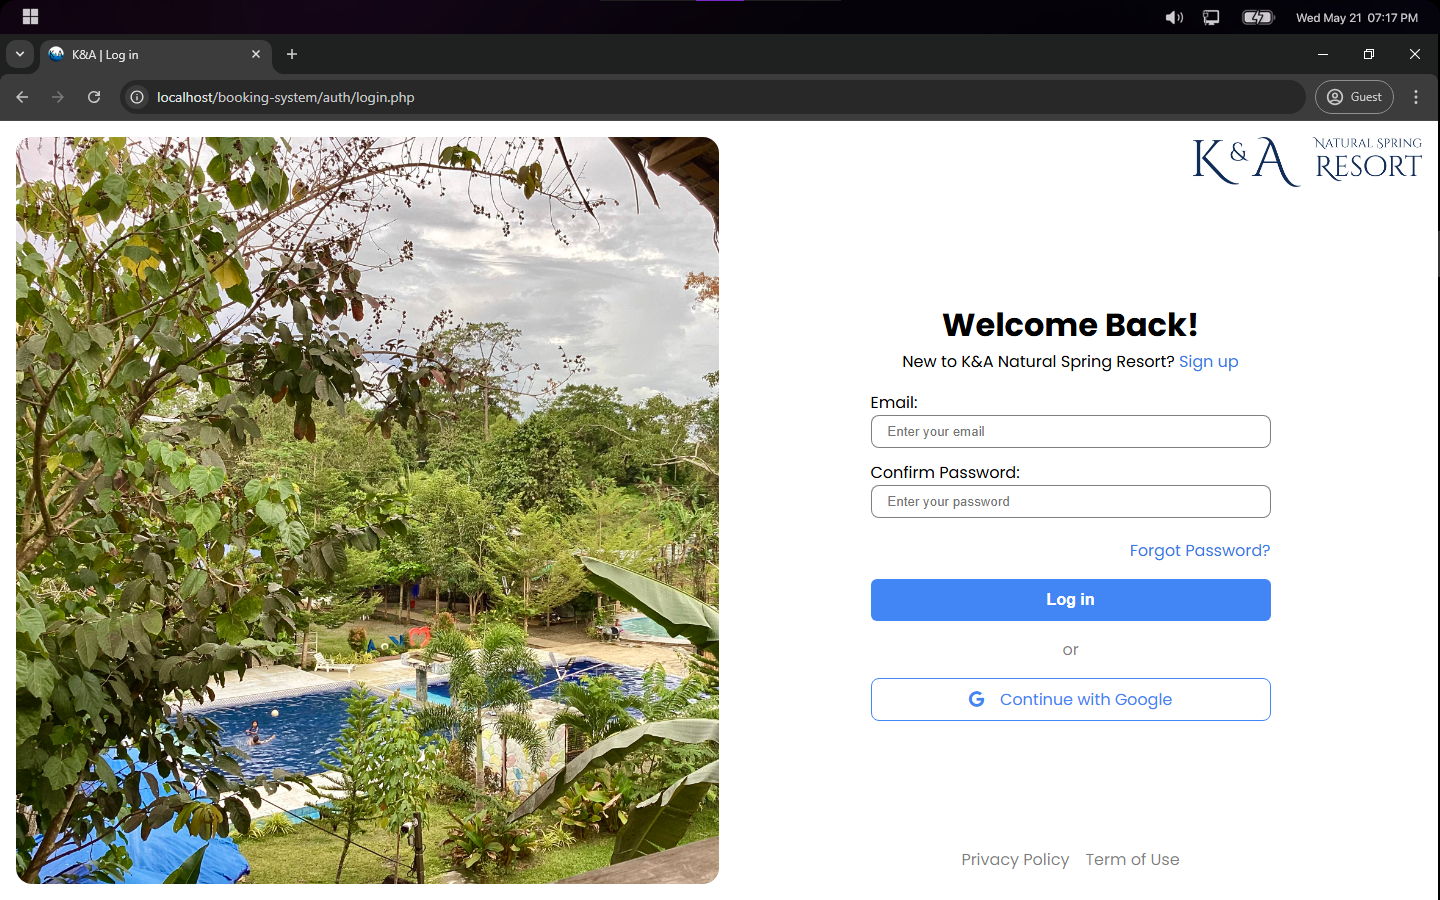 Wed May 21 07:17 PM
K&A | Log in
localhost/booking-system/auth/login.php
Guest
K & A NATURAL SPRING
RESORT
Welcome Back!
New to K&A Natural Spring Resort? Sign up
Email:
Enter your email
Confirm Password:
Enter your password
Forgot Password?
Log in
or
G Continue with Google
Privacy Policy Term of Use